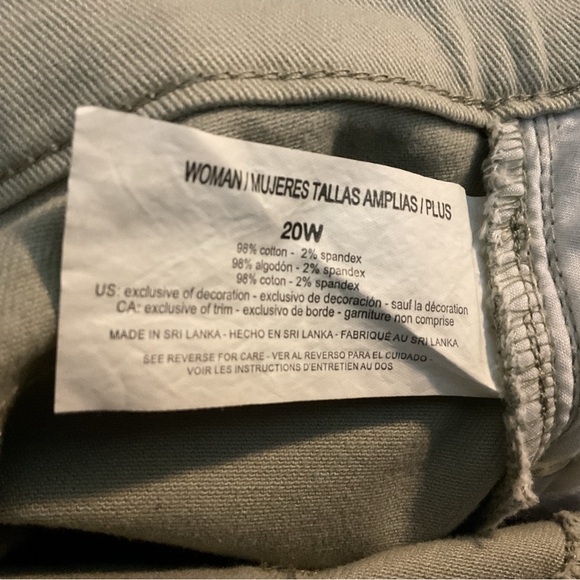 WOMAN / MUJERES TALLAS AMPLIAS / PLUS
20W
98% cotton - 2% spandex
98% algodón - 2% spandex
98% coton - 2% spandex
US: exclusive of decoration - exclusivo de decoración - sauf la décoration
CA: exclusive of trim - exclusivo de borde - garniture non comprise
MADE IN SRI LANKA - HECHO EN SRI LANKA - FABRIQUÉ AU SRI LANKA
SEE REVERSE FOR CARE - VER AL REVERSO PARA EL CUIDADO -
VOIR LES INSTRUCTIONS D'ENTRETIEN AU DOS